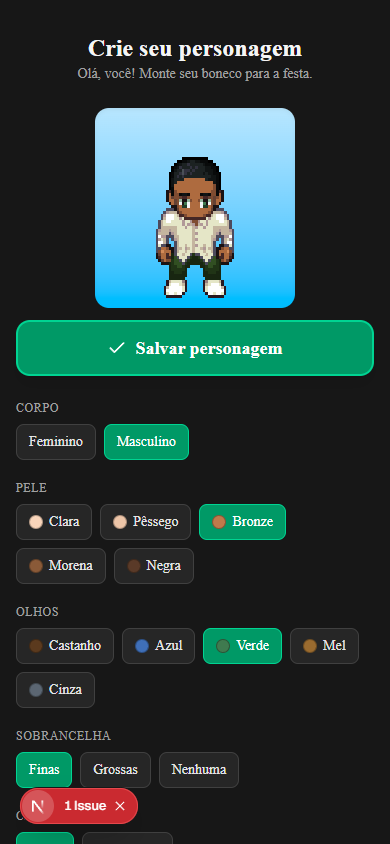 Crie seu personagem
Olá, você! Monte seu boneco para a festa.
Salvar personagem
CORPO
Feminino Masculino
PELE
Clara Pêssego Bronze
Morena Negra
OLHOS
Castanho Azul Verde Mel
Cinza
SOBRANCELHA
Finas Grossas Nenhuma
N 1 Issue